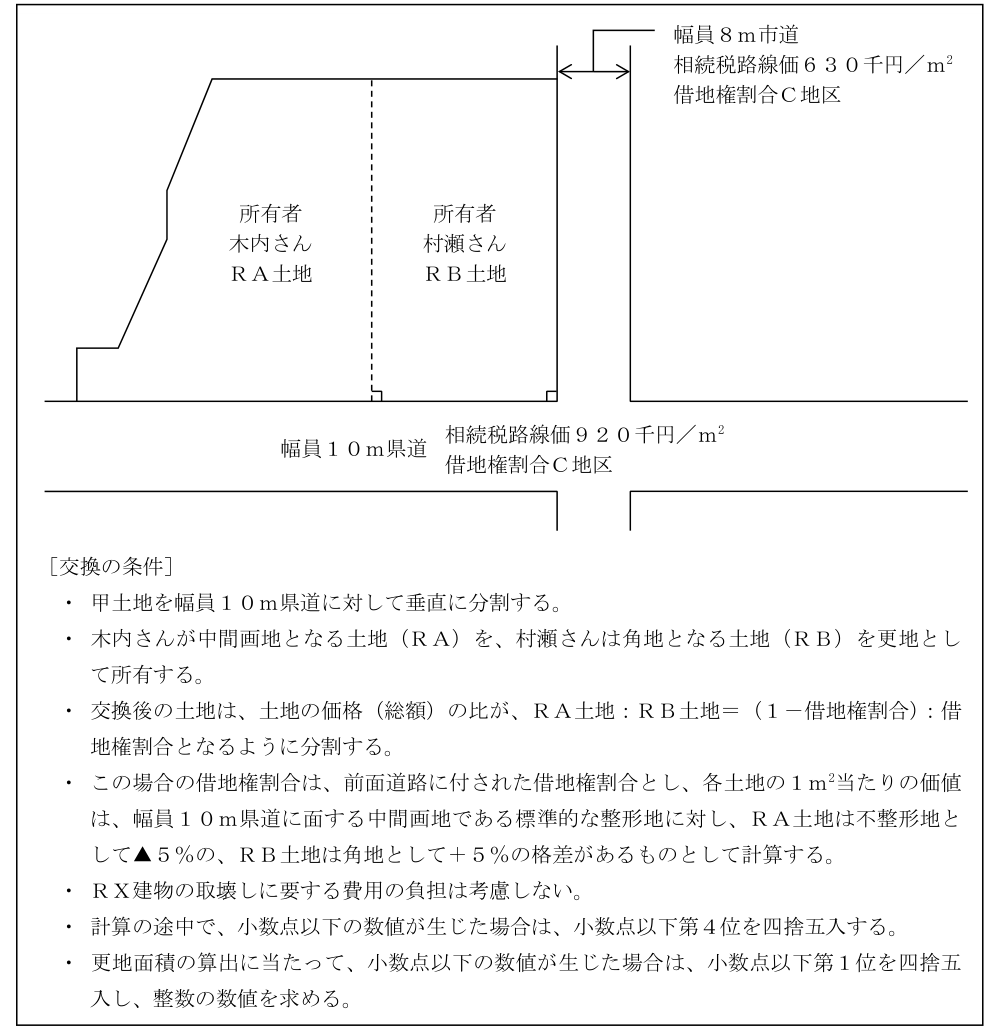 幅員８ｍ市道
相続税路線価６３０千円／m²
借地権割合Ｃ地区
所有者
木内さん
ＲＡ土地
所有者
村瀬さん
ＲＢ土地
幅員１０ｍ県道
相続税路線価９２０千円／m²
借地権割合Ｃ地区
［交換の条件］
・ 甲土地を幅員１０ｍ県道に対して垂直に分割する。
・ 木内さんが中間画地となる土地（ＲＡ）を、村瀬さんは角地となる土地（ＲＢ）を更地とし
て所有する。
・ 交換後の土地は、土地の価格（総額）の比が、ＲＡ土地：ＲＢ土地＝（１－借地権割合）：借
地権割合となるように分割する。
・ この場合の借地権割合は、前面道路に付された借地権割合とし、各土地の１m²当たりの価値
は、幅員１０ｍ県道に面する中間画地である標準的な整形地に対し、ＲＡ土地は不整形地と
して▲５％の、ＲＢ土地は角地として＋５％の格差があるものとして計算する。
・ ＲＸ建物の取壊しに要する費用の負担は考慮しない。
・ 計算の途中で、小数点以下の数値が生じた場合は、小数点以下第４位を四捨五入する。
・ 更地面積の算出に当たって、小数点以下の数値が生じた場合は、小数点以下第１位を四捨五
入し、整数の数値を求める。